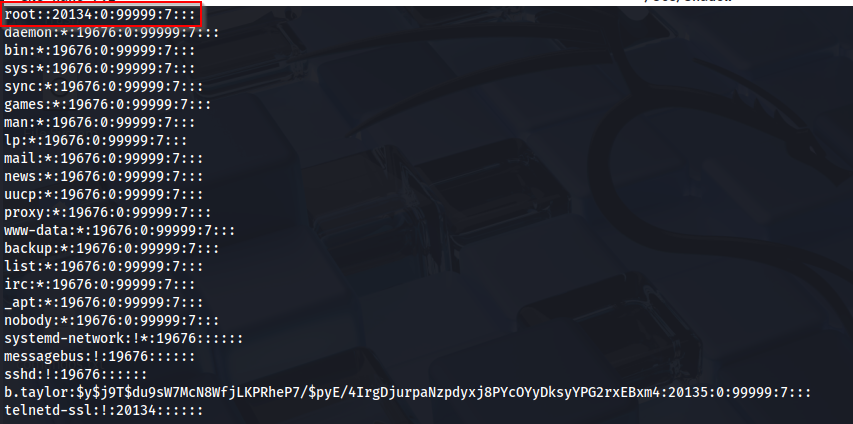 root::20134:0:99999:7:::
daemon:*:19676:0:99999:7:::
bin:*:19676:0:99999:7:::
sys:*:19676:0:99999:7:::
sync:*:19676:0:99999:7:::
games:*:19676:0:99999:7:::
man:*:19676:0:99999:7:::
lp:*:19676:0:99999:7:::
mail:*:19676:0:99999:7:::
news:*:19676:0:99999:7:::
uucp:*:19676:0:99999:7:::
proxy:*:19676:0:99999:7:::
www-data:*:19676:0:99999:7:::
backup:*:19676:0:99999:7:::
list:*:19676:0:99999:7:::
irc:*:19676:0:99999:7:::
_apt:*:19676:0:99999:7:::
nobody:*:19676:0:99999:7:::
systemd-network:!*:19676::::::
messagebus:!:19676::::::
sshd:!:19676::::::
b.taylor:$y$j9T$du9sW7McN8WfjLKPRheP7/$pyE/4IrgDjurpaNzpdyxj8PYcOYyDksyYPG2rxEBxm4:20135:0:99999:7:::
telnetd-ssl:!:20134::::::